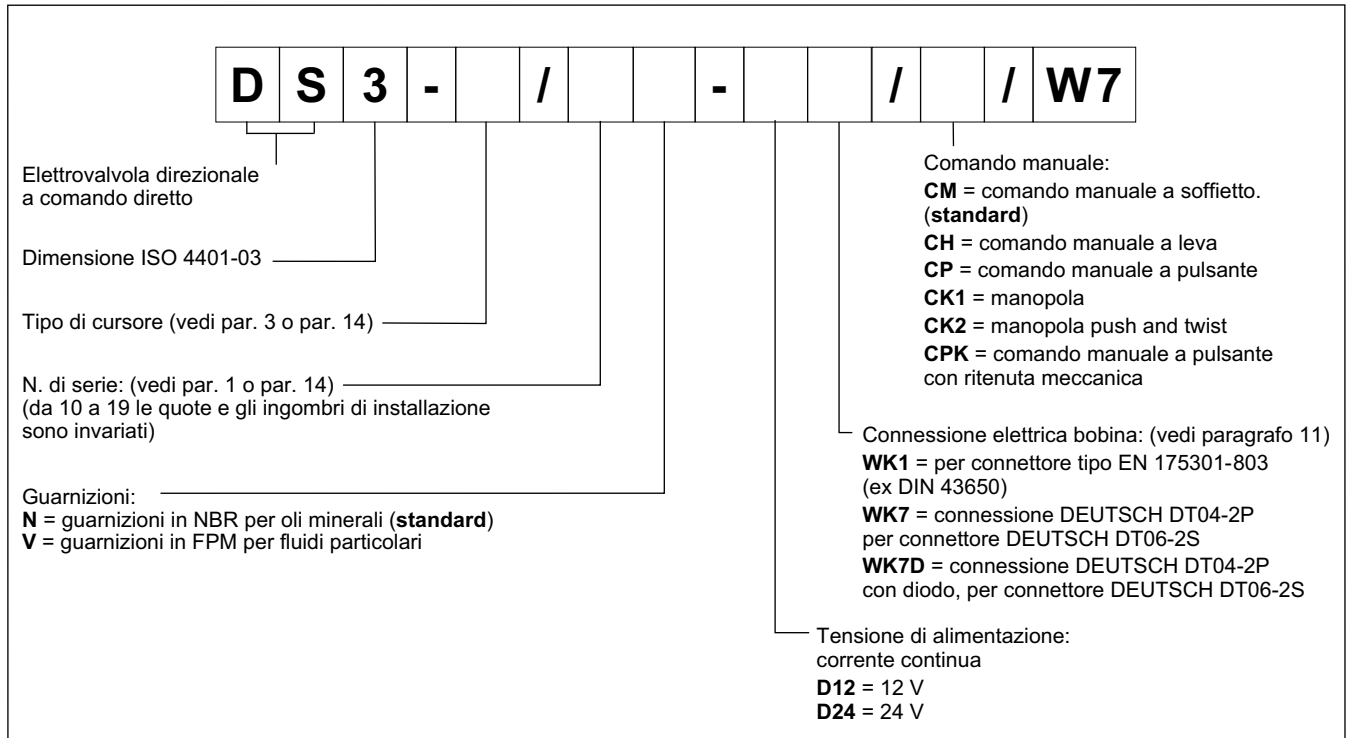 DS3- / - / / W7
Elettrovalvola direzionale
a comando diretto
Dimensione ISO 4401-03
Tipo di cursore (vedi par. 3 o par. 14)
N. di serie: (vedi par. 1 o par. 14)
(da 10 a 19 le quote e gli ingombri di installazione
sono invariati)
Guarnizioni:
N = guarnizioni in NBR per oli minerali (standard)
V = guarnizioni in FPM per fluidi particolari
Comando manuale:
CM = comando manuale a soffietto.
(standard)
CH = comando manuale a leva
CP = comando manuale a pulsante
CK1 = manopola
CK2 = manopola push and twist
CPK = comando manuale a pulsante
con ritenuta meccanica
Connessione elettrica bobina: (vedi paragrafo 11)
WK1 = per connettore tipo EN 175301-803
(ex DIN 43650)
WK7 = connessione DEUTSCH DT04-2P
per connettore DEUTSCH DT06-2S
WK7D = connessione DEUTSCH DT04-2P
con diodo, per connettore DEUTSCH DT06-2S
Tensione di alimentazione:
corrente continua
D12 = 12 V
D24 = 24 V